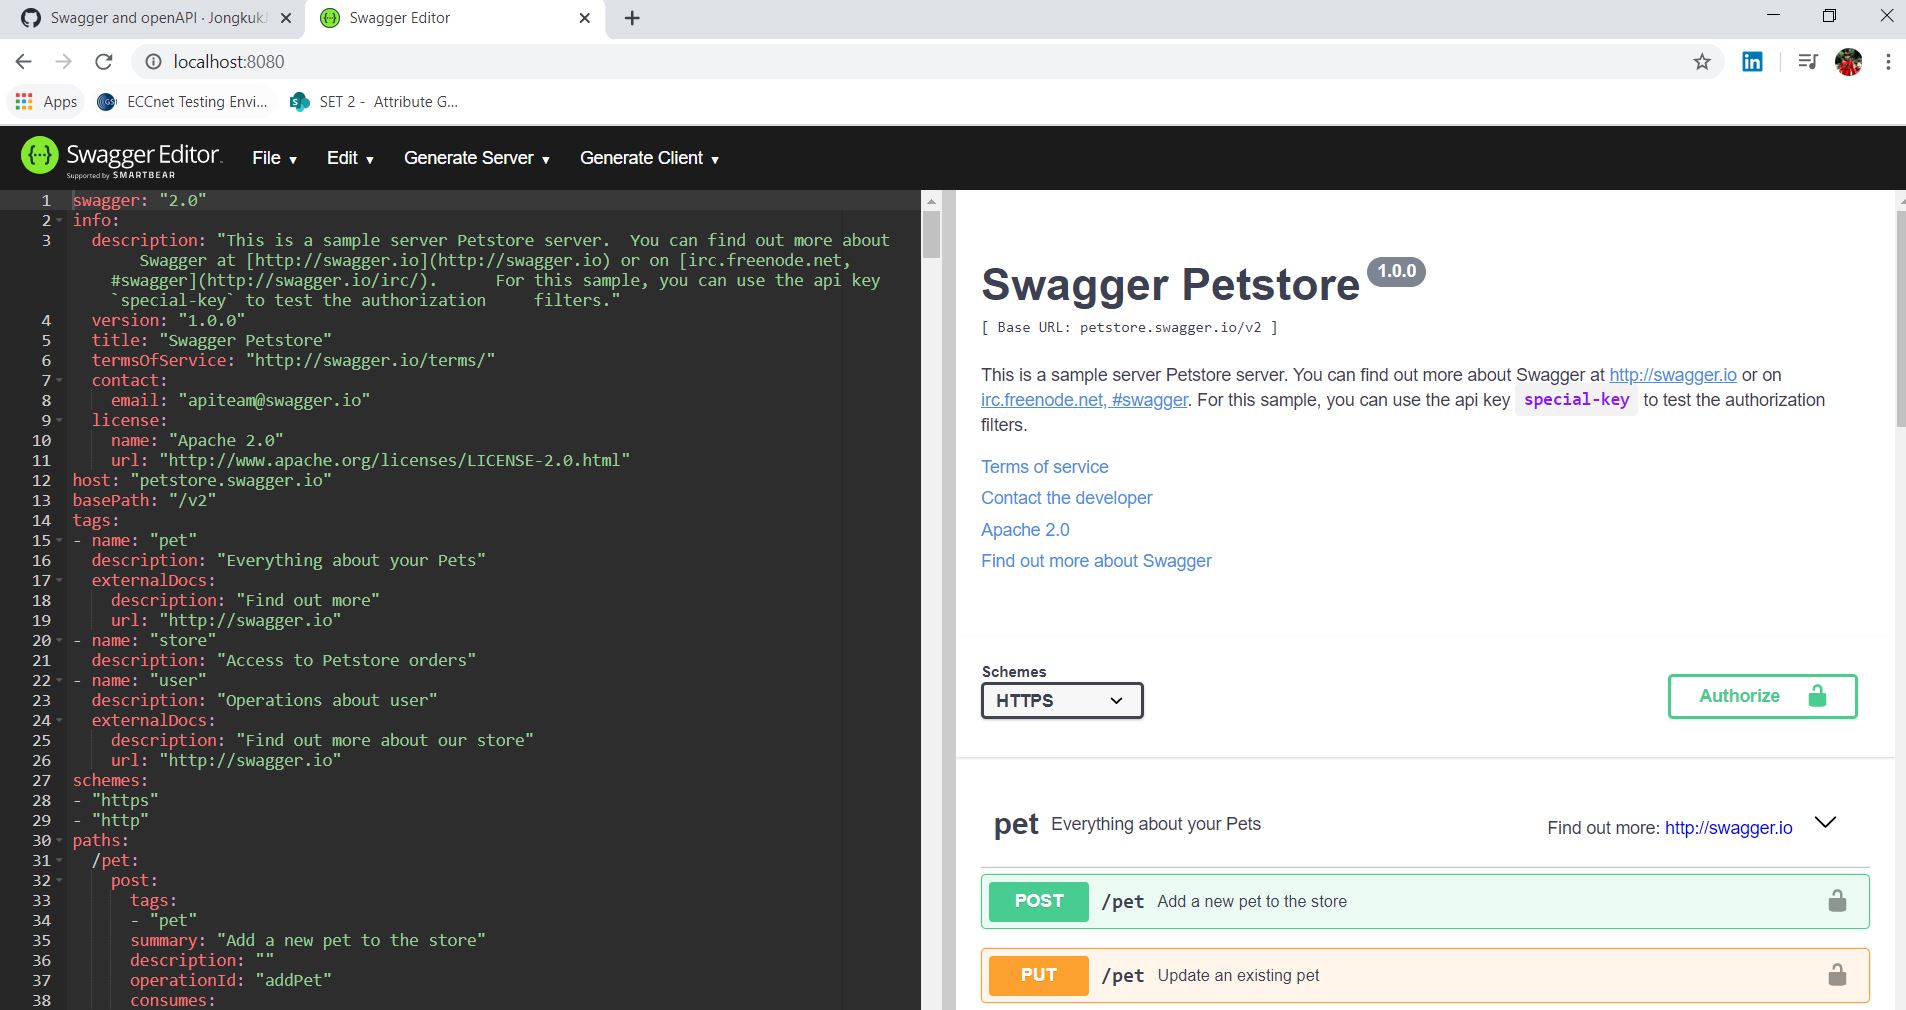 Swagger and openAPI · JongkukJ
Swagger Editor
localhost:8080
Apps
ECCnet Testing Envi...
SET 2 - Attribute G...
Swagger Editor
Supported by SMARTBEAR
File
Edit
Generate Server
Generate Client
1 swagger: "2.0"
2 info:
3 description: "This is a sample server Petstore server.  You can find out more about
Swagger at [http://swagger.io](http://swagger.io) or on [irc.freenode.net,
#swagger](http://swagger.io/irc/).      For this sample, you can use the api key
`special-key` to test the authorization     filters."
4 version: "1.0.0"
5 title: "Swagger Petstore"
6 termsOfService: "http://swagger.io/terms/"
7 contact:
8 email: "apiteam@swagger.io"
9 license:
10 name: "Apache 2.0"
11 url: "http://www.apache.org/licenses/LICENSE-2.0.html"
12 host: "petstore.swagger.io"
13 basePath: "/v2"
14 tags:
15 - name: "pet"
16 description: "Everything about your Pets"
17 externalDocs:
18 description: "Find out more"
19 url: "http://swagger.io"
20 - name: "store"
21 description: "Access to Petstore orders"
22 - name: "user"
23 description: "Operations about user"
24 externalDocs:
25 description: "Find out more about our store"
26 url: "http://swagger.io"
27 schemes:
28 - "https"
29 - "http"
30 paths:
31 /pet:
32 post:
33 tags:
34 - "pet"
35 summary: "Add a new pet to the store"
36 description: ""
37 operationId: "addPet"
38 consumes:
Swagger Petstore 1.0.0
[ Base URL: petstore.swagger.io/v2 ]
This is a sample server Petstore server. You can find out more about Swagger at http://swagger.io or on
irc.freenode.net, #swagger. For this sample, you can use the api key special-key to test the authorization
filters.
Terms of service
Contact the developer
Apache 2.0
Find out more about Swagger
Schemes
HTTPS
Authorize
pet Everything about your Pets
Find out more: http://swagger.io
POST /pet Add a new pet to the store
PUT /pet Update an existing pet